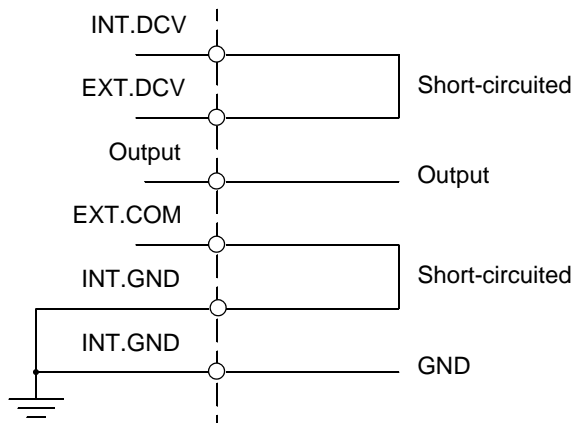 INT.DCV
EXT.DCV
Short-circuited
Output
Output
EXT.COM
INT.GND
Short-circuited
INT.GND
GND